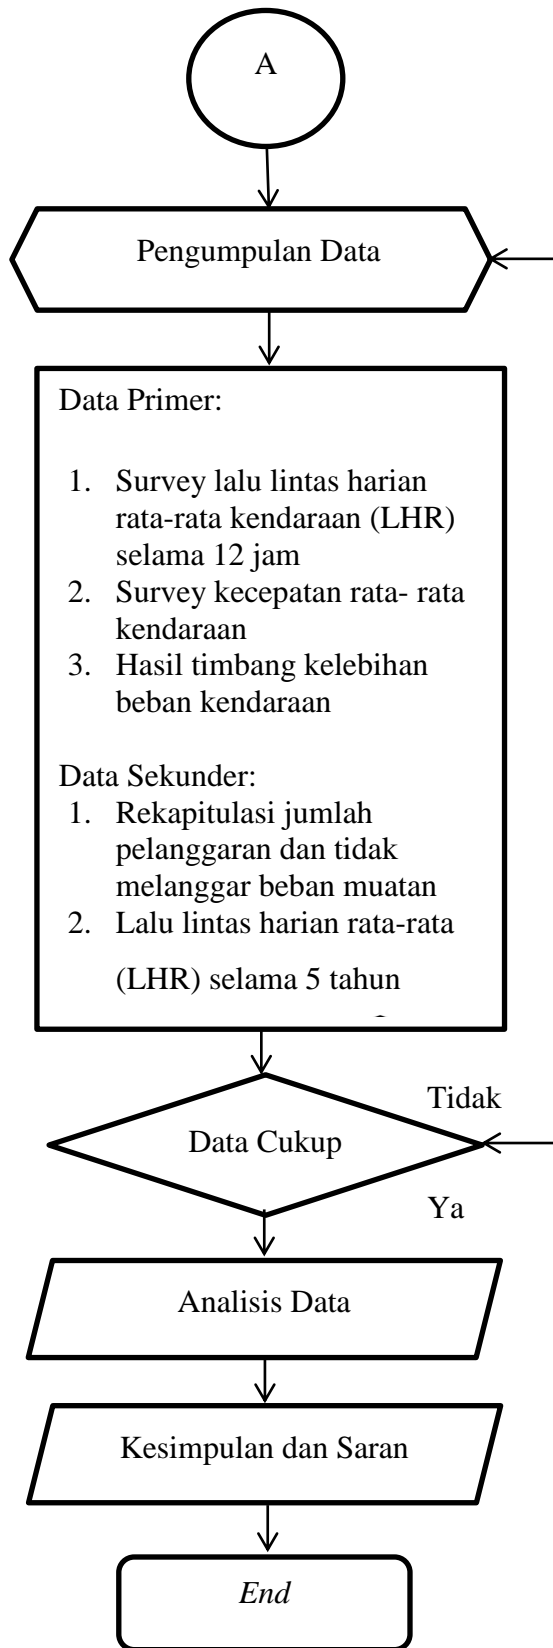 A
Pengumpulan Data
Data Primer:
1. Survey lalu lintas harian
rata-rata kendaraan (LHR)
selama 12 jam
2. Survey kecepatan rata- rata
kendaraan
3. Hasil timbang kelebihan
beban kendaraan
Data Sekunder:
1. Rekapitulasi jumlah
pelanggaran dan tidak
melanggar beban muatan
2. Lalu lintas harian rata-rata
(LHR) selama 5 tahun
Tidak
Data Cukup
Ya
Analisis Data
Kesimpulan dan Saran
End